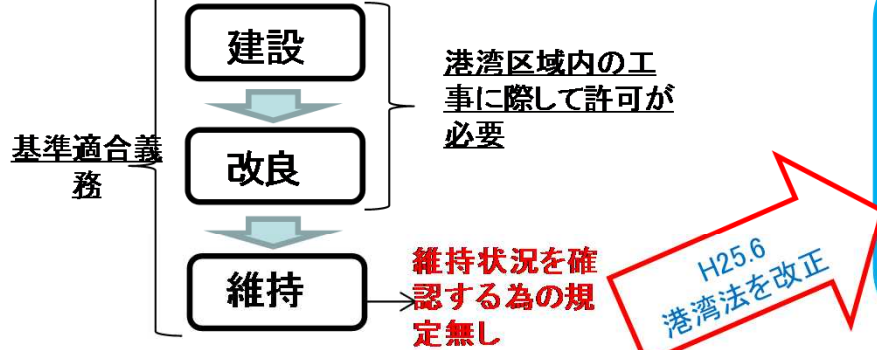 建設
港湾区域内の工
事に際して許可が
必要
基準適合義
務
改良
維持
維持状況を確
認する為の規
定無し
H25.6
港湾法を改正